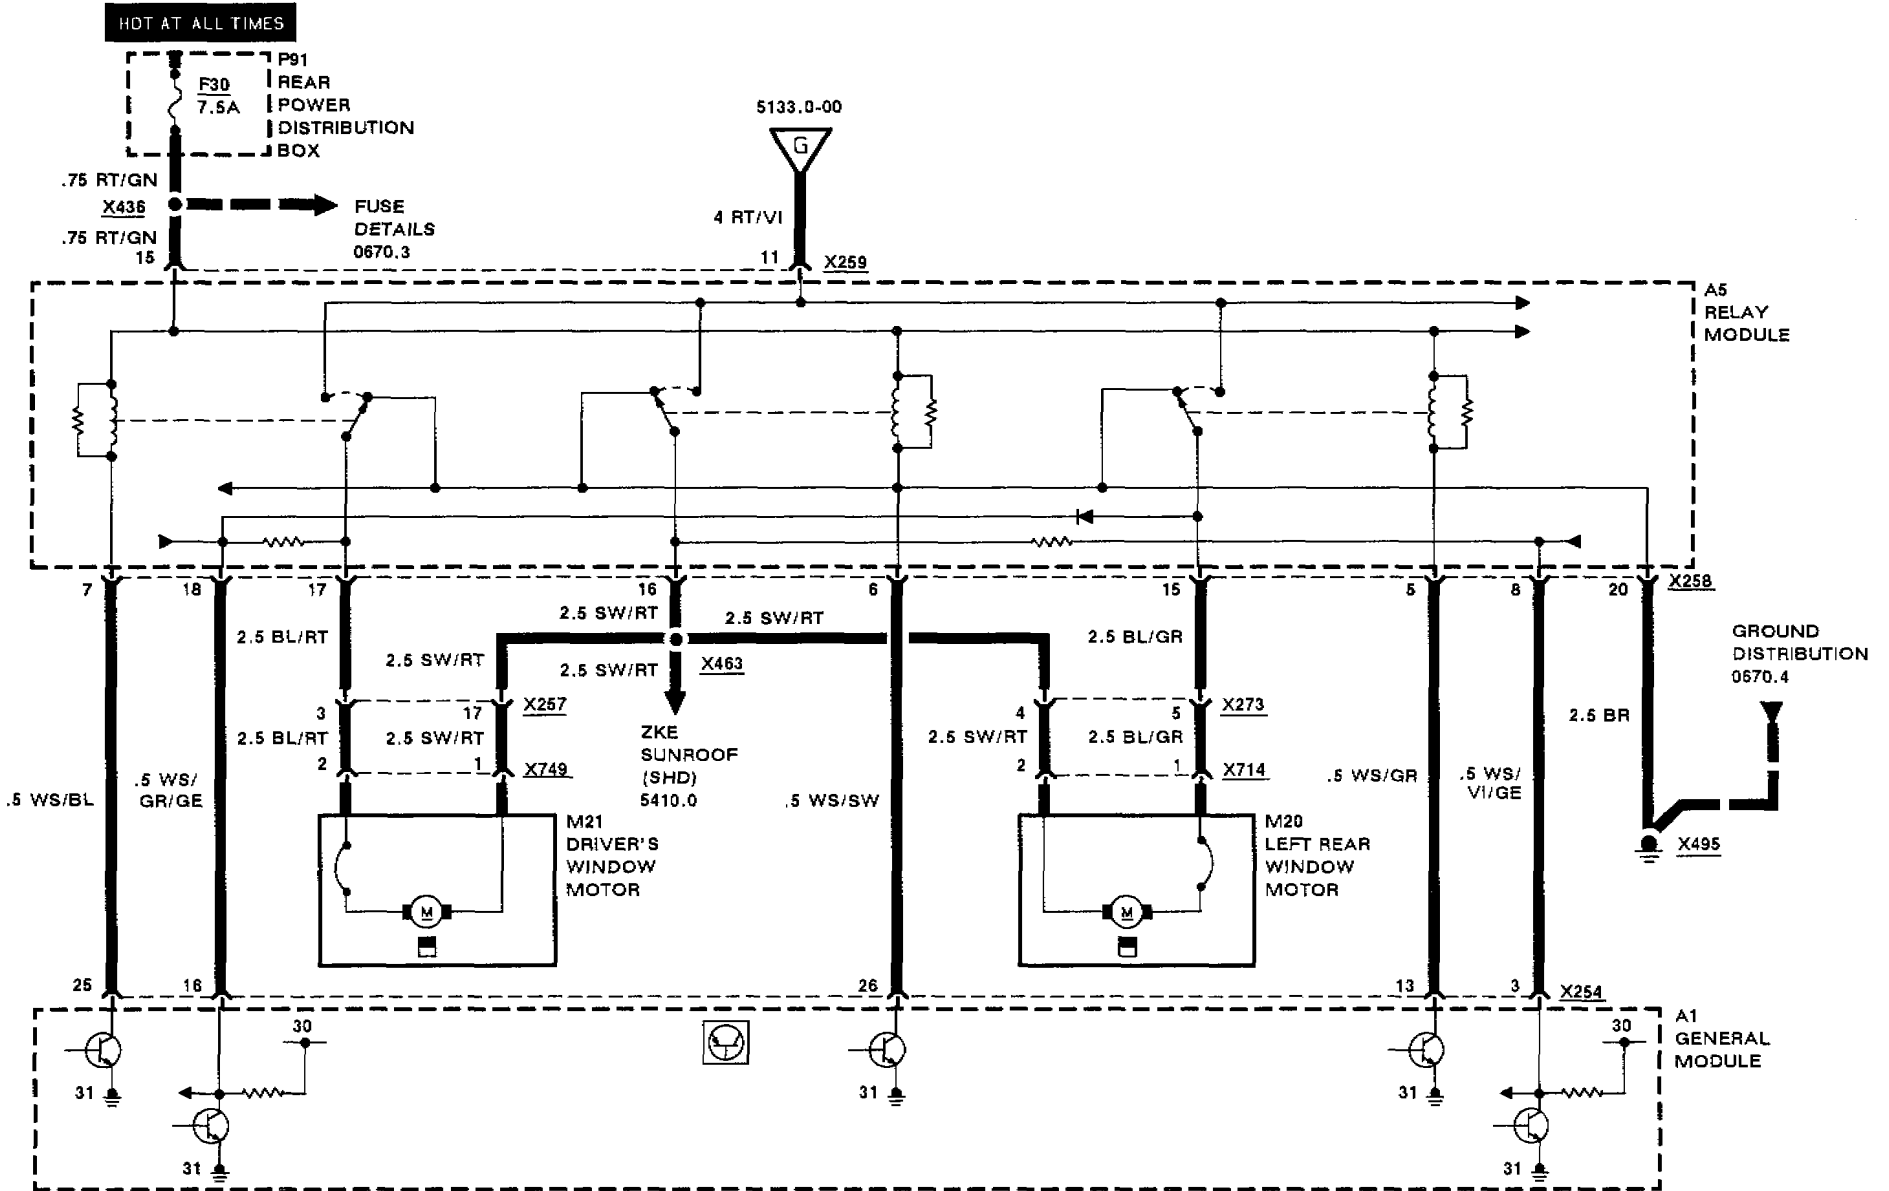 HOT AT ALL TIMES
P91
REAR
POWER
DISTRIBUTION
BOX
F30
7.5A
.75 RT/GN
X436
.75 RT/GN
15
FUSE
DETAILS
0670.3
5133.0-00
G
4 RT/VI
11
X259
A5
RELAY
MODULE
7
18
17
16
6
15
5
8
20
X258
2.5 BL/RT
2.5 SW/RT
2.5 SW/RT
2.5 SW/RT
2.5 SW/RT
X463
2.5 BL/GR
GROUND
DISTRIBUTION
0670.4
3
17
X257
4
5
X273
2.5 BR
2.5 BL/RT
2.5 SW/RT
ZKE
SUNROOF
(SHD)
5410.0
2.5 SW/RT
2.5 BL/GR
2
1
X749
2
1
X714
.5 WS/BL
.5 WS/
GR/GE
.5 WS/SW
.5 WS/GR
.5 WS/
VI/GE
M21
DRIVER'S
WINDOW
MOTOR
M
M20
LEFT REAR
WINDOW
MOTOR
M
X495
25
16
26
13
3
X254
A1
GENERAL
MODULE
30
30
31
31
31
31
31